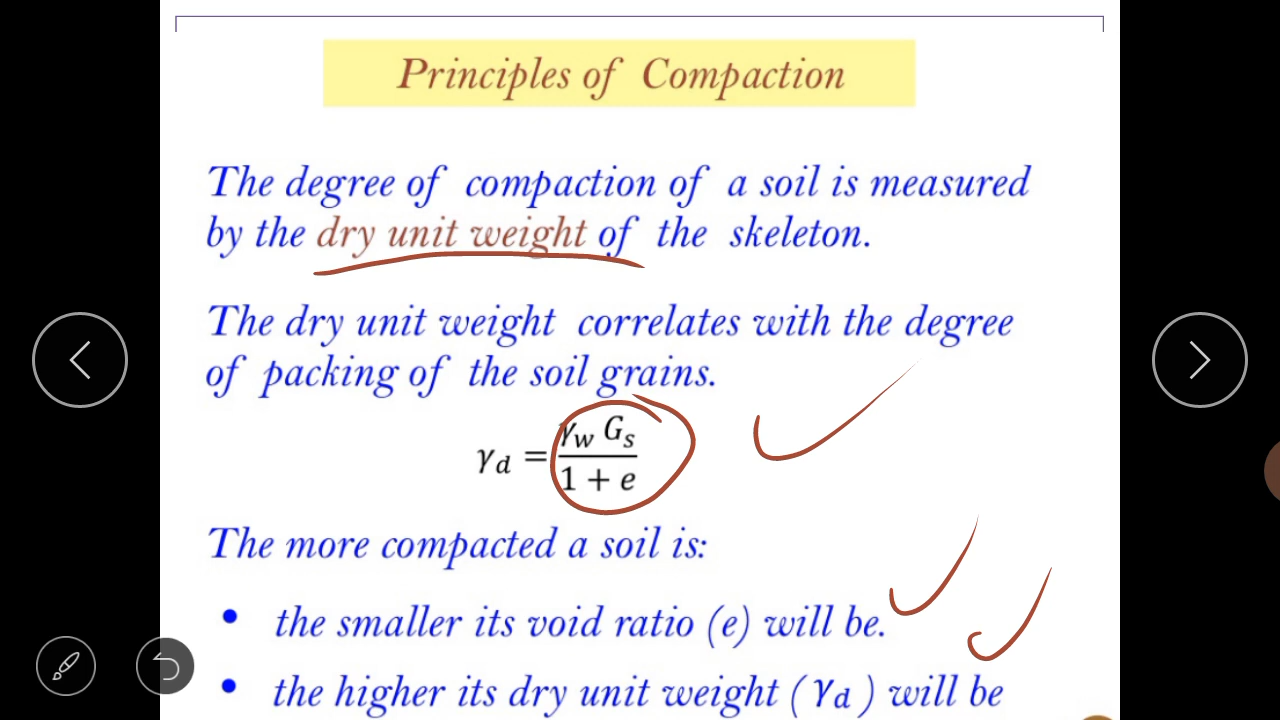 Principles of Compaction
The degree of compaction of a soil is measured
by the dry unit weight of the skeleton.
The dry unit weight correlates with the degree
of packing of the soil grains.
γd = γw Gs / 1 + e
The more compacted a soil is:
• the smaller its void ratio (e) will be.
• the higher its dry unit weight (γd) will be